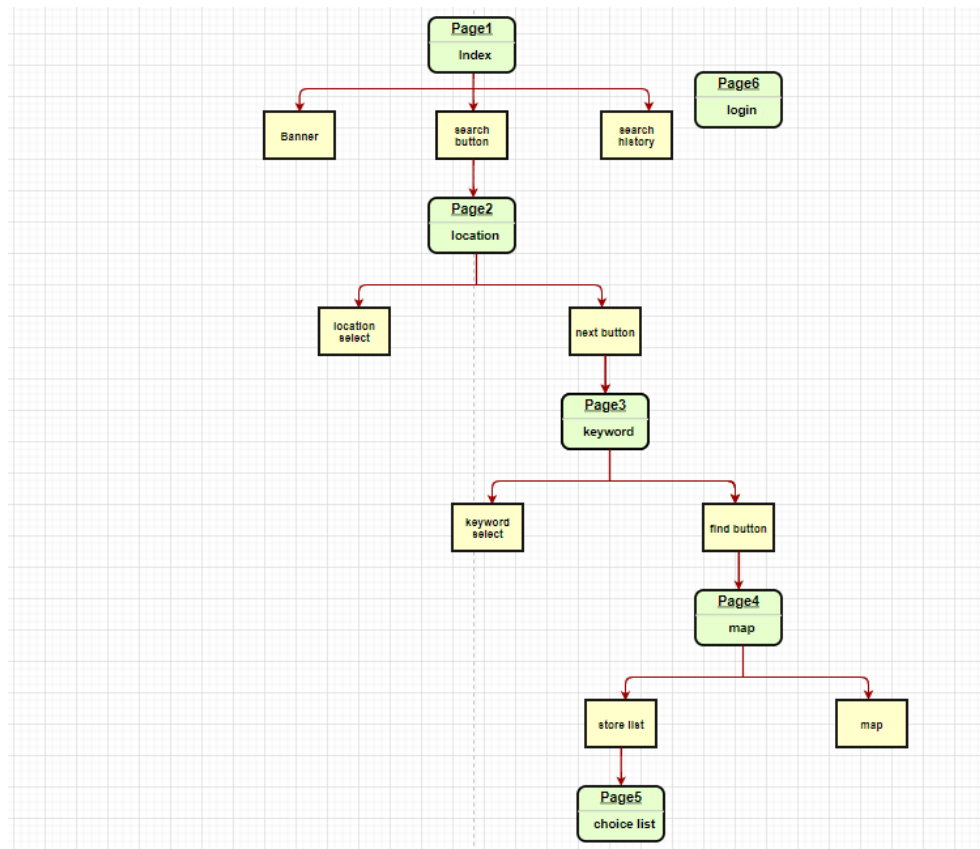 Page1
Index
Page6
login
Banner
search
button
search
history
Page2
location
location
select
next button
Page3
keyword
keyword
select
find button
Page4
map
store list
map
Page5
choice list